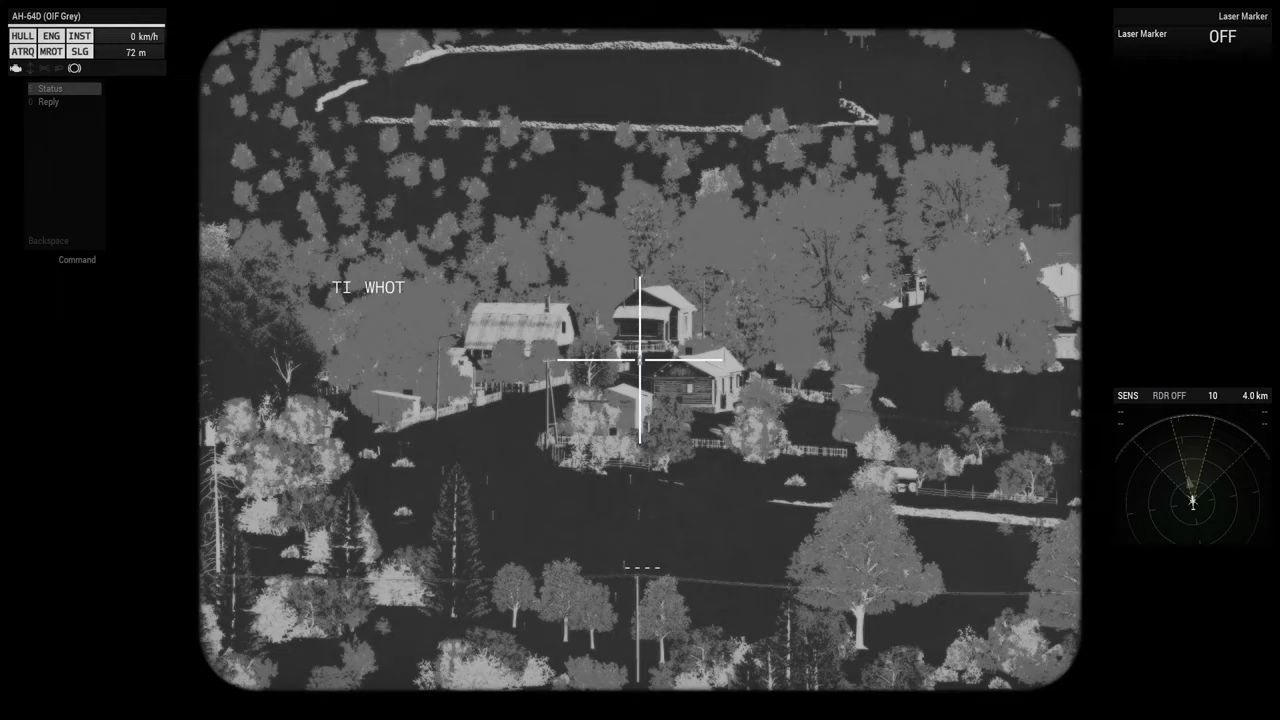 AH-64D (OIF Grey)
HULL ENG INST 0 km/h
ATRQ MROT SLG 72 m
Status
0 Reply
Backspace
Command
TI WHOT
Laser Marker
Laser Marker OFF
SENS RDR OFF 10 4.0 km